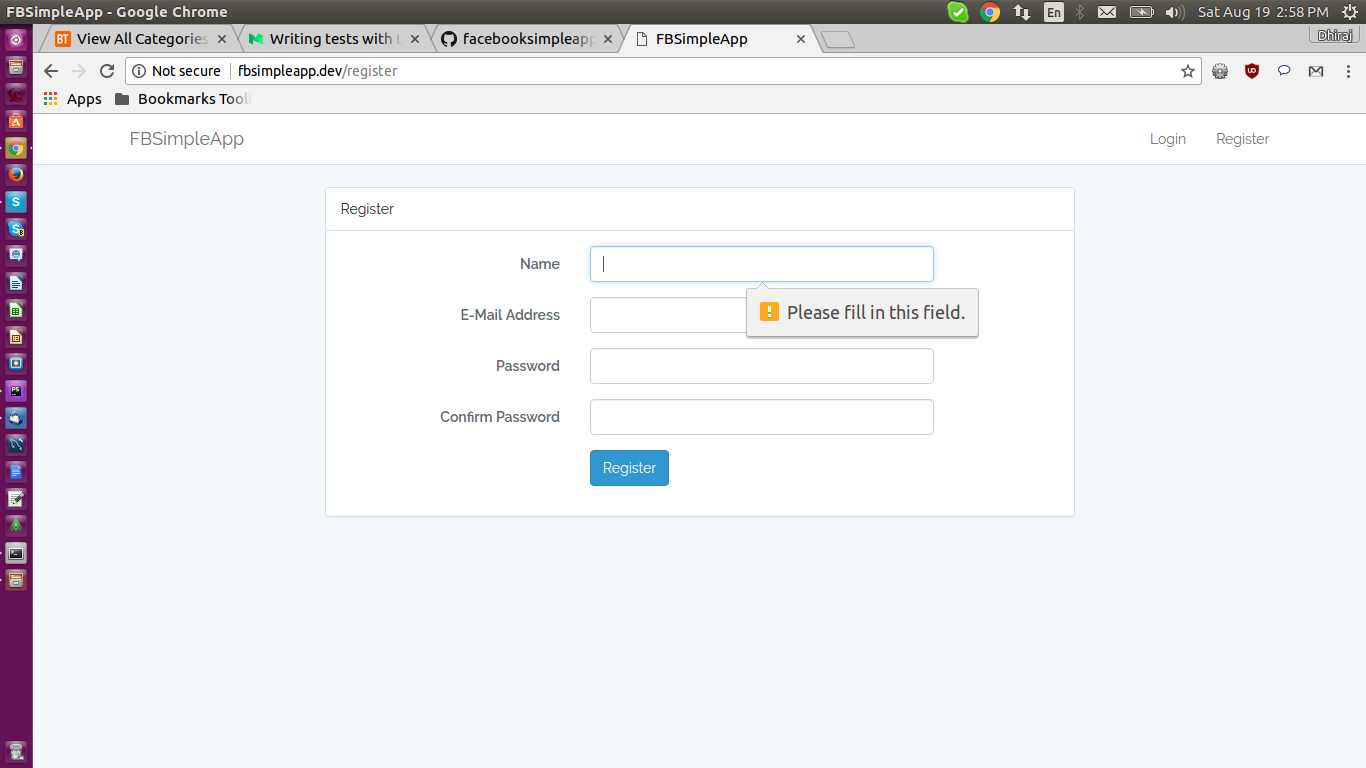 FBSimpleApp - Google Chrome
En
Sat Aug 19 2:58 PM
BT View All Categories
Writing tests with L
facebooksimpleapp
FBSimpleApp
Dhiraj
Not secure
fbsimpleapp.dev/register
Apps
Bookmarks Tool
FBSimpleApp
Login
Register
Register
Name
Please fill in this field.
E-Mail Address
Password
Confirm Password
Register